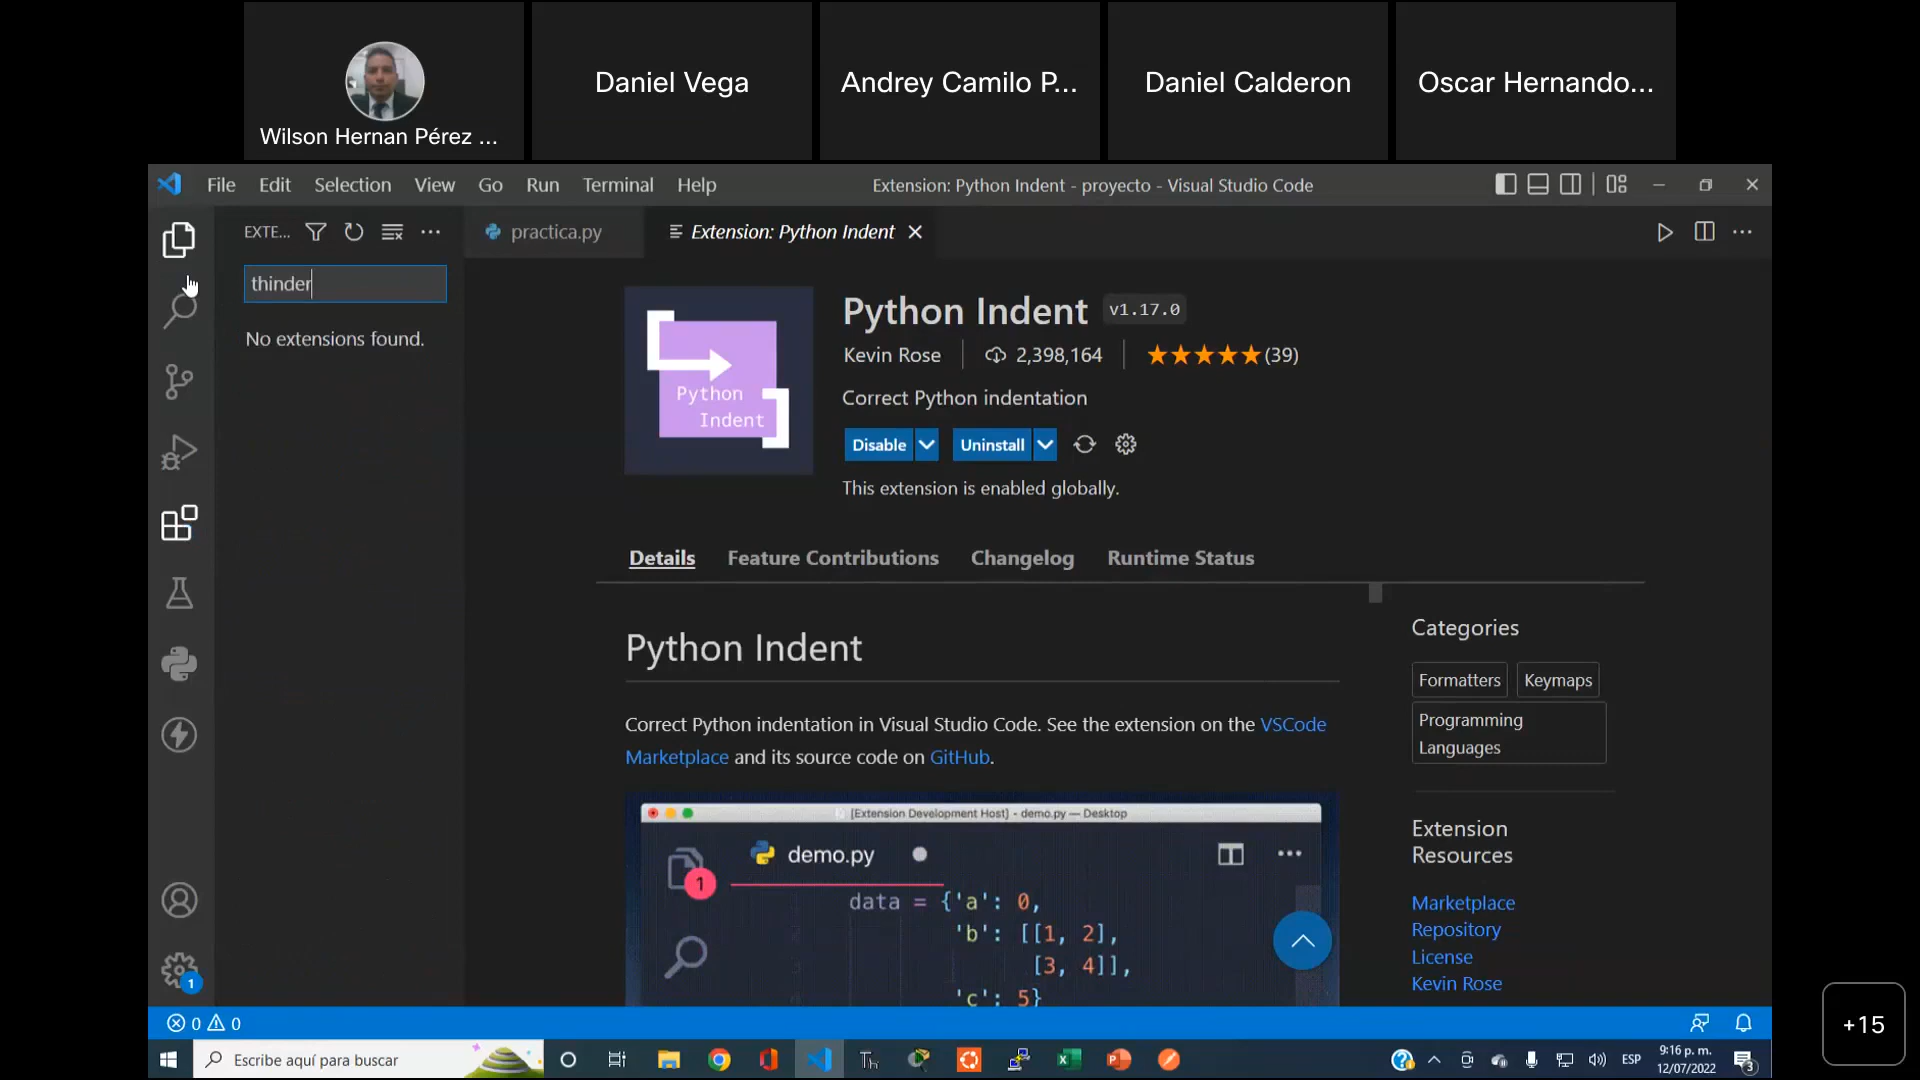 Wilson Hernan Pérez ...
Daniel Vega
Andrey Camilo P...
Daniel Calderon
Oscar Hernando...
File Edit Selection View Go Run Terminal Help
Extension: Python Indent - proyecto - Visual Studio Code
EXTE...
practica.py
Extension: Python Indent
thinder
No extensions found.
Python
Indent
Python Indent v1.17.0
Kevin Rose 2,398,164 (39)
Correct Python indentation
Disable Uninstall
This extension is enabled globally.
Details Feature Contributions Changelog Runtime Status
Python Indent
Correct Python indentation in Visual Studio Code. See the extension on the VSCode
Marketplace and its source code on GitHub.
[Extension Development Host] - demo.py — Desktop
1
demo.py
data = {'a': 0,
'b': [[1, 2],
[3, 4]],
'c': 5}
Categories
Formatters Keymaps
Programming
Languages
Extension
Resources
Marketplace
Repository
License
Kevin Rose
1
0 0
+15
Escribe aquí para buscar
ESP
9:16 p. m.
12/07/2022
3